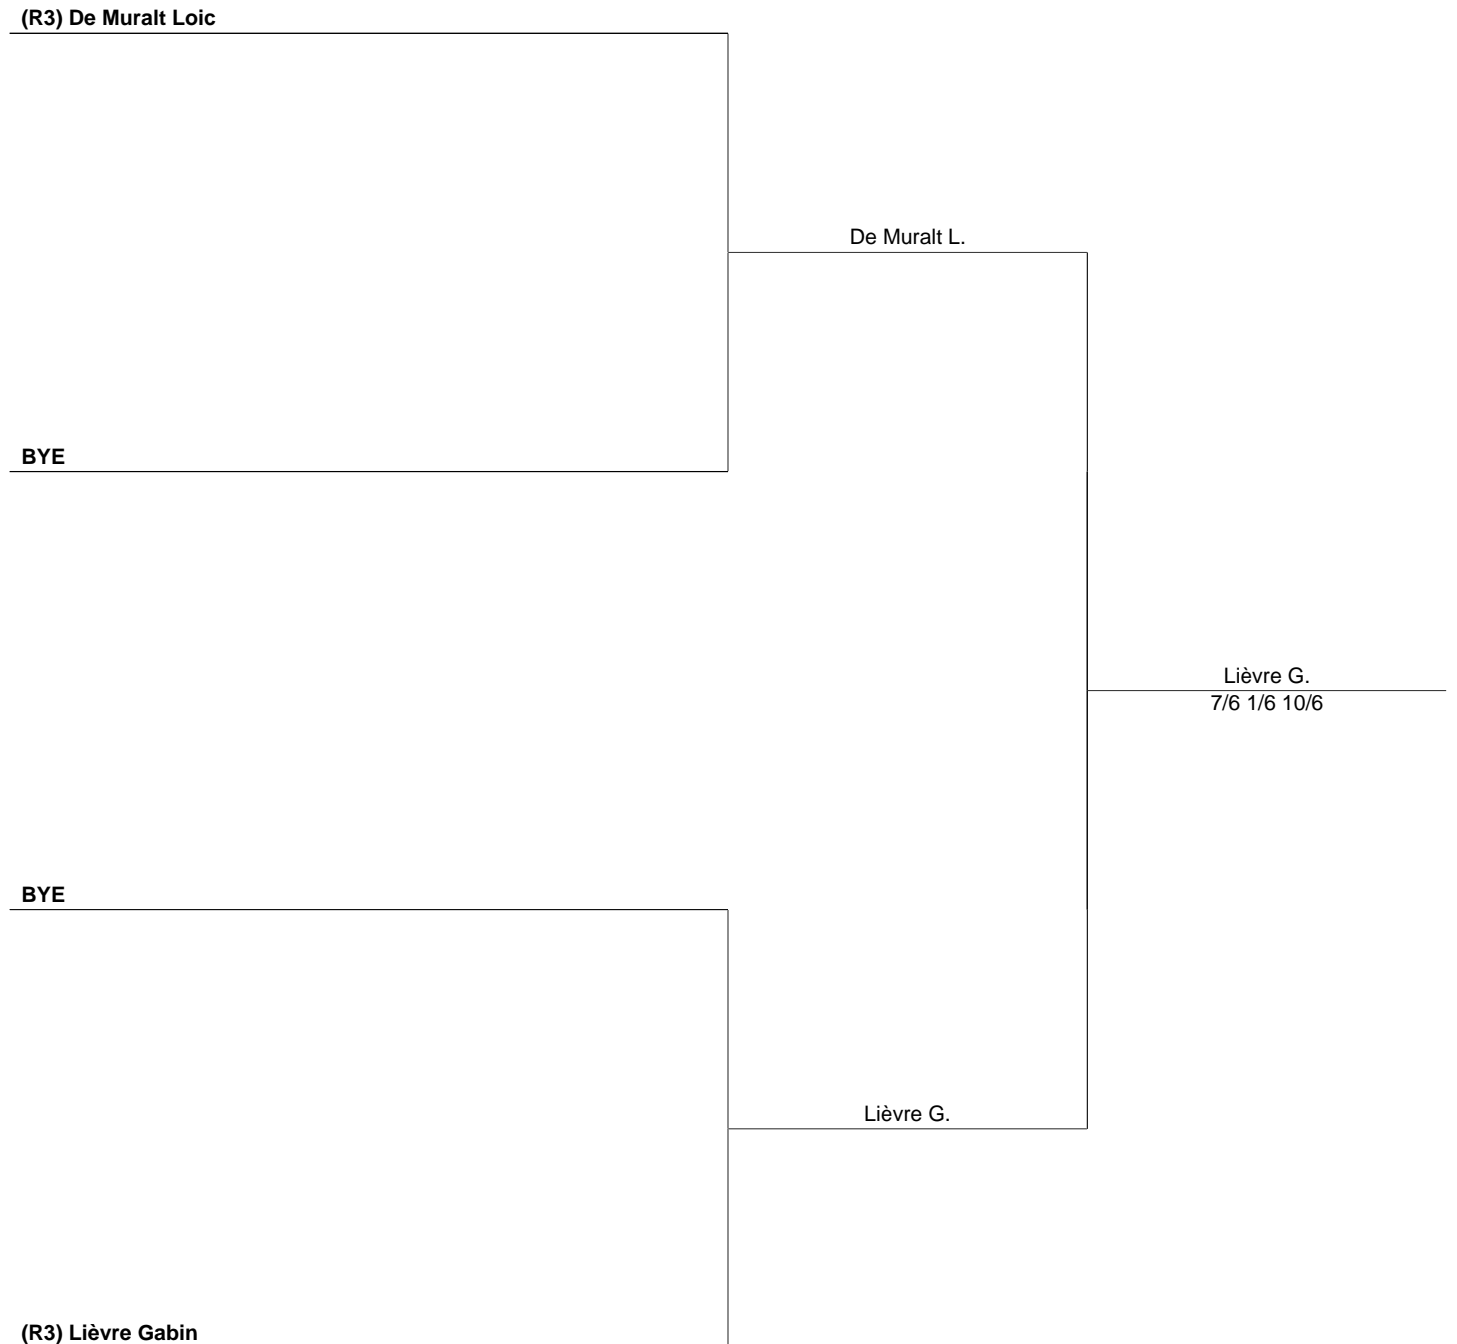 (R3) De Muralt Loic
De Muralt L.
BYE
Lièvre G.
7/6 1/6 10/6
BYE
Lièvre G.
(R3) Lièvre Gabin